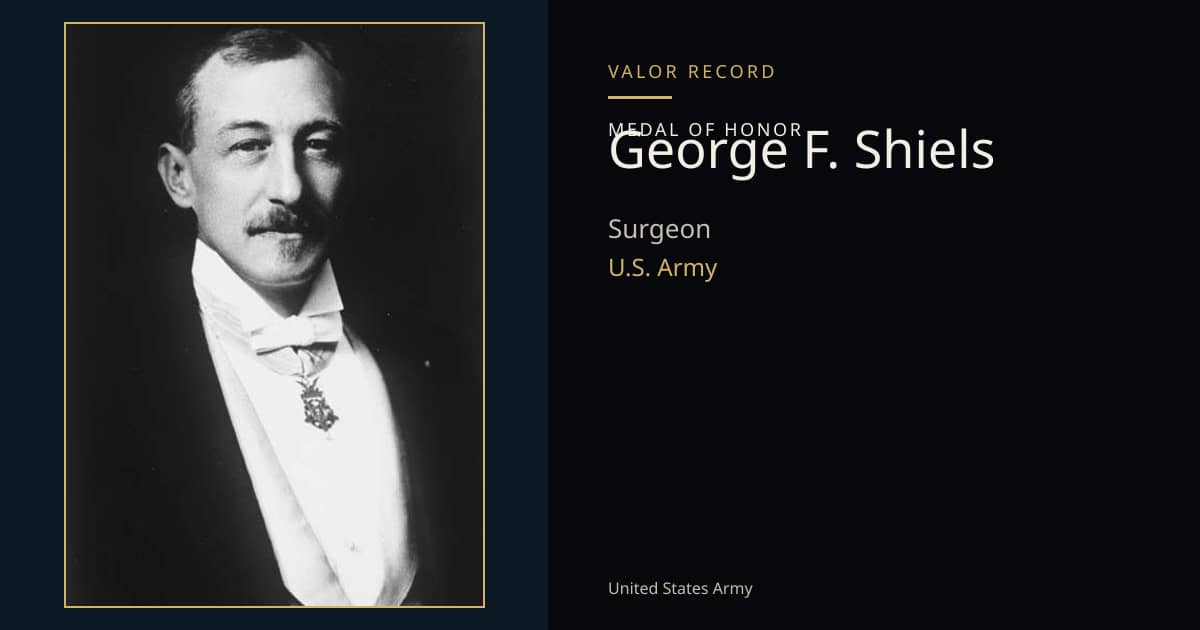 VALOR RECORD
MEDAL OF HONOR
George F. Shiels
Surgeon
U.S. Army
United States Army